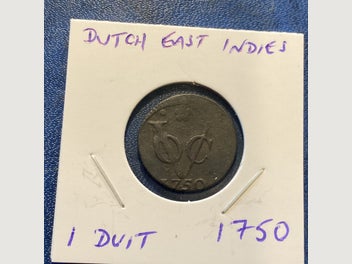 DUTCH EAST INDIES
VOC
1750
1 DUIT 1750